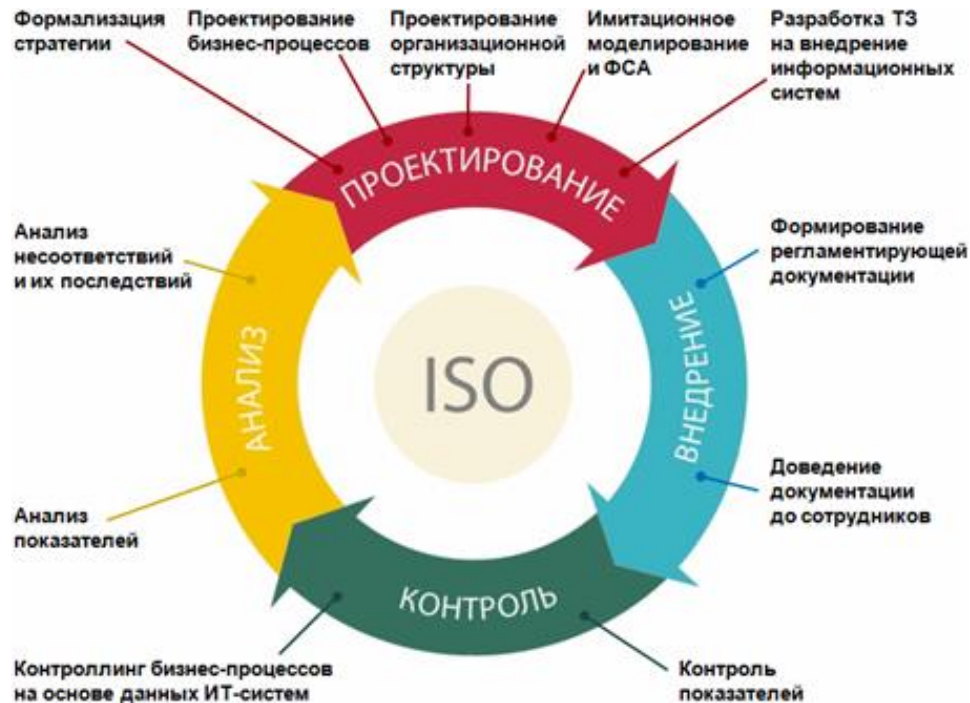 Формализация
стратегии
Проектирование
бизнес-процессов
Проектирование
организационной
структуры
Имитационное
моделирование
и ФСА
Разработка ТЗ
на внедрение
информационных
систем
ПРОЕКТИРОВАНИЕ
Формирование
регламентирующей
документации
ВНЕДРЕНИЕ
Доведение
документации
до сотрудников
Контроль
показателей
КОНТРОЛЬ
Контроллинг бизнес-процессов
на основе данных ИТ-систем
Анализ
показателей
АНАЛИЗ
Анализ
несоответствий
и их последствий
ISO